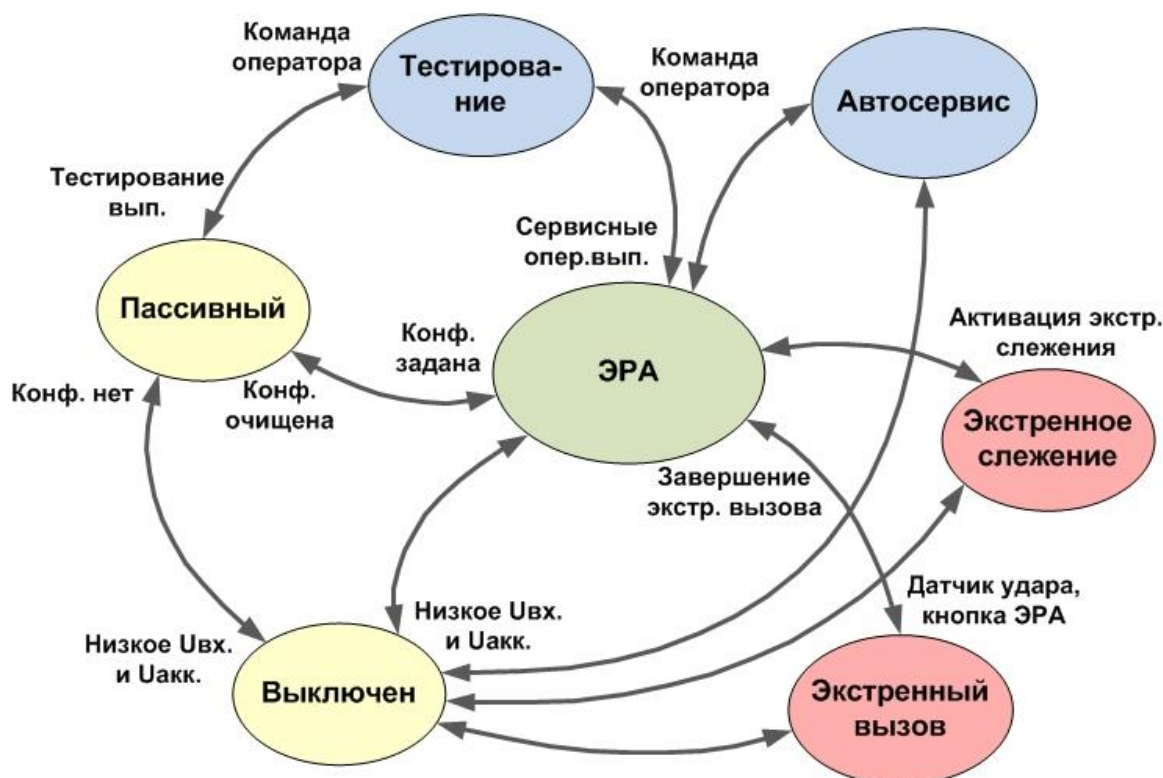 Команда
оператора
Тестирова-
ние
Команда
оператора
Автосервис
Тестирование
вып.
Сервисные
опер.вып.
Пассивный
Конф.
задана
ЭРА
Активация экстр.
слежения
Конф. нет
Конф.
очищена
Экстренное
слежение
Завершение
экстр. вызова
Датчик удара,
кнопка ЭРА
Низкое Uвх.
и Uакк.
Низкое Uвх.
и Uакк.
Выключен
Экстренный
вызов